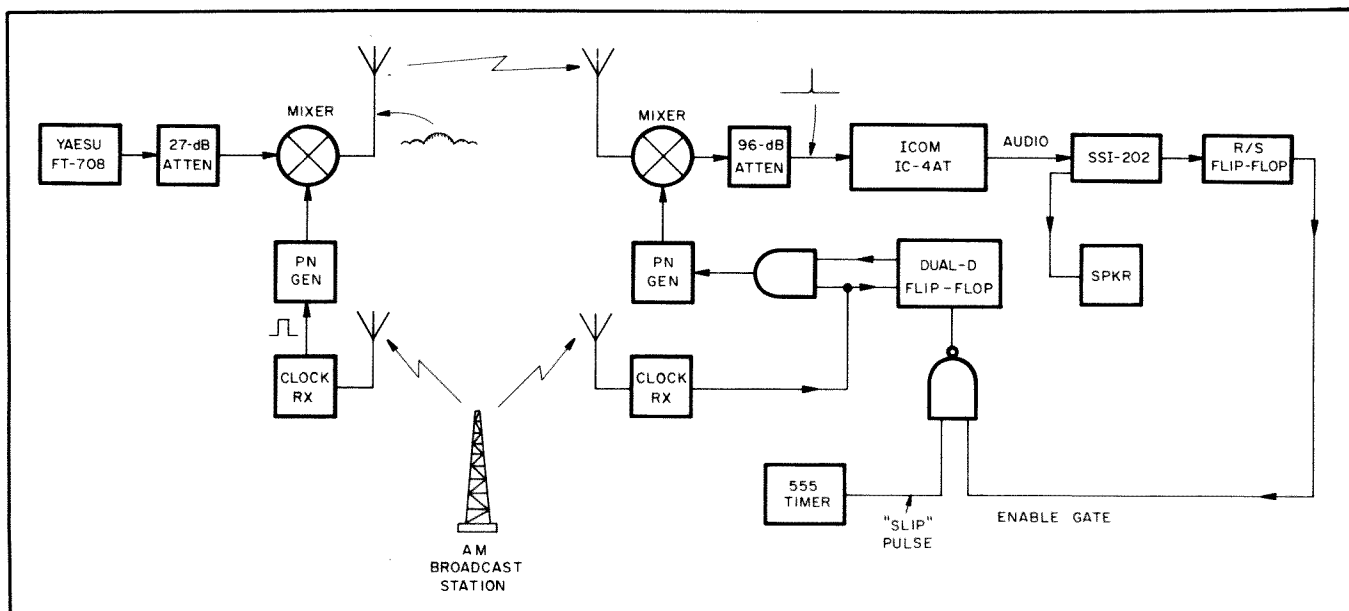 MIXER
YAESU
FT-708
27-dB
ATTEN
PN
GEN
CLOCK
RX
AM
BROADCAST
STATION
MIXER
96-dB
ATTEN
ICOM
IC-4AT
AUDIO
SSI-202
R/S
FLIP-FLOP
SPKR
PN
GEN
DUAL-D
FLIP-FLOP
CLOCK
RX
555
TIMER
"SLIP"
PULSE
ENABLE GATE